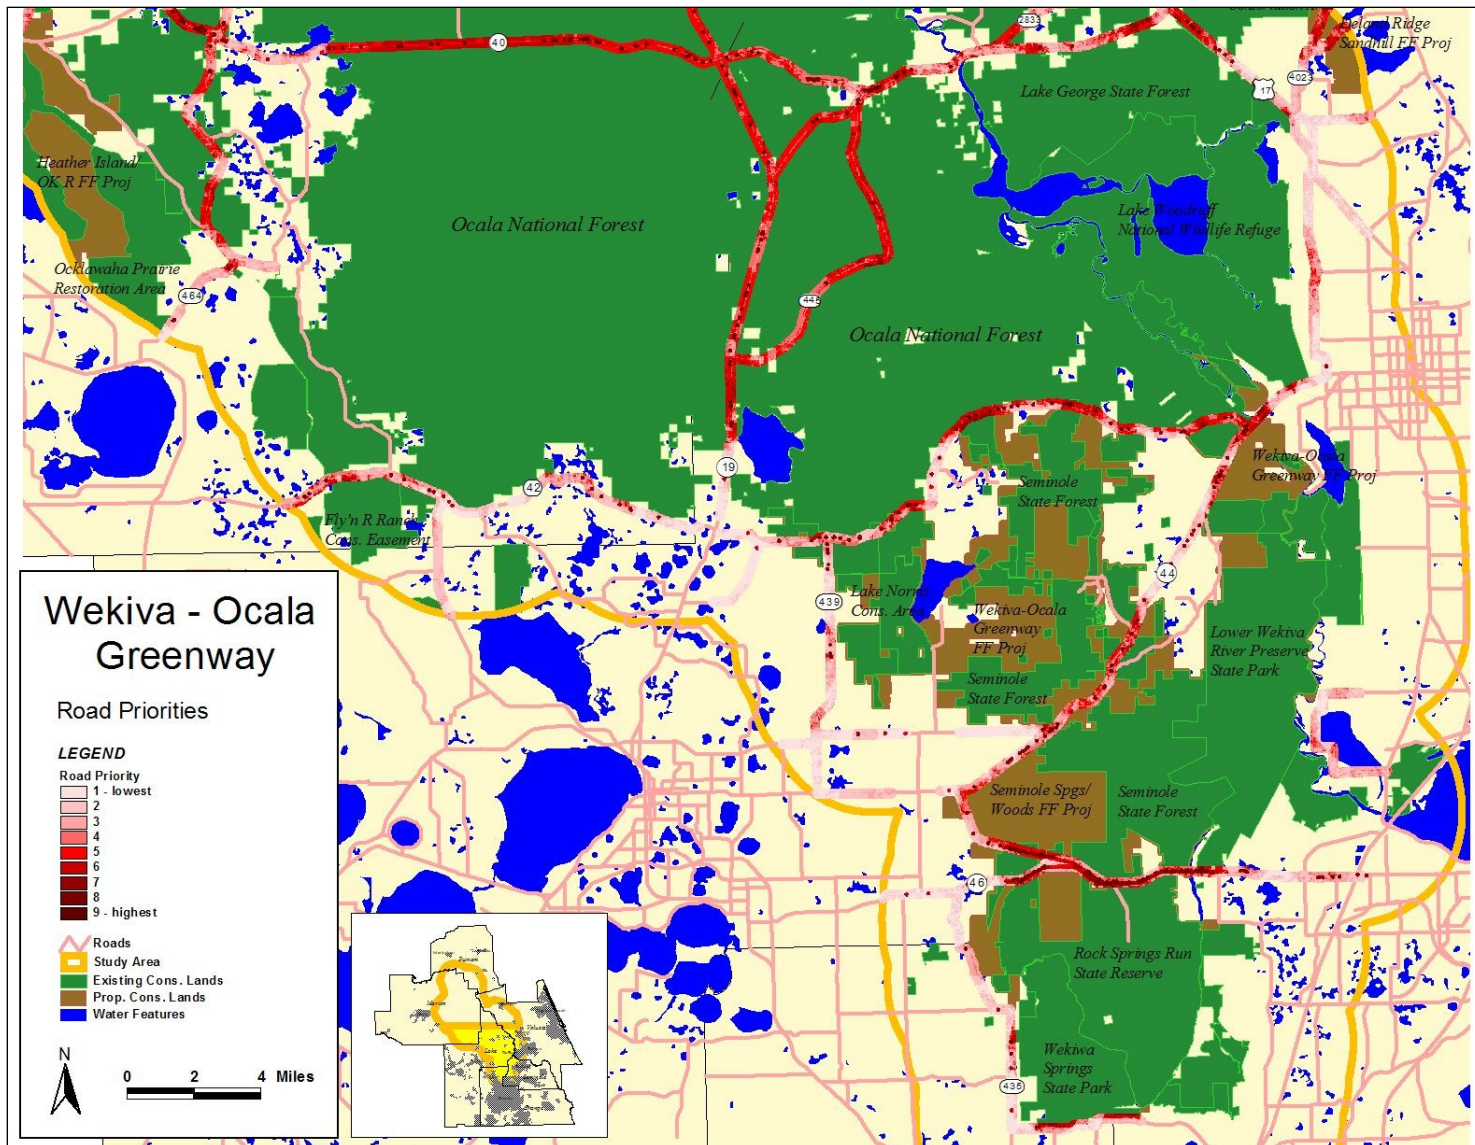 2833
Deland Ridge
Sandhill FF Proj
40
4023
17
Lake George State Forest
Heather Island/
OK R FF Proj
Ocala National Forest
Lake Woodruff
National Wildlife Refuge
Ocklawaha Prairie
Restoration Area
464
445
Ocala National Forest
19
42
Wekiva-Ocala
Greenway FF Proj
Seminole
State Forest
Fly'n R Ranch
Cons. Easement
44
439
Lake Norris
Cons. Area
Wekiva-Ocala
Greenway
FF Proj
Lower Wekiva
River Preserve
State Park
Seminole
State Forest
Seminole Spgs/
Woods FF Proj
Seminole
State Forest
46
Rock Springs Run
State Reserve
Wekiwa
Springs
State Park
435
Wekiva - Ocala
Greenway
Road Priorities
LEGEND
Road Priority
1 - lowest
2
3
4
5
6
7
8
9 - highest
Roads
Study Area
Existing Cons. Lands
Prop. Cons. Lands
Water Features
N
0 2 4 Miles